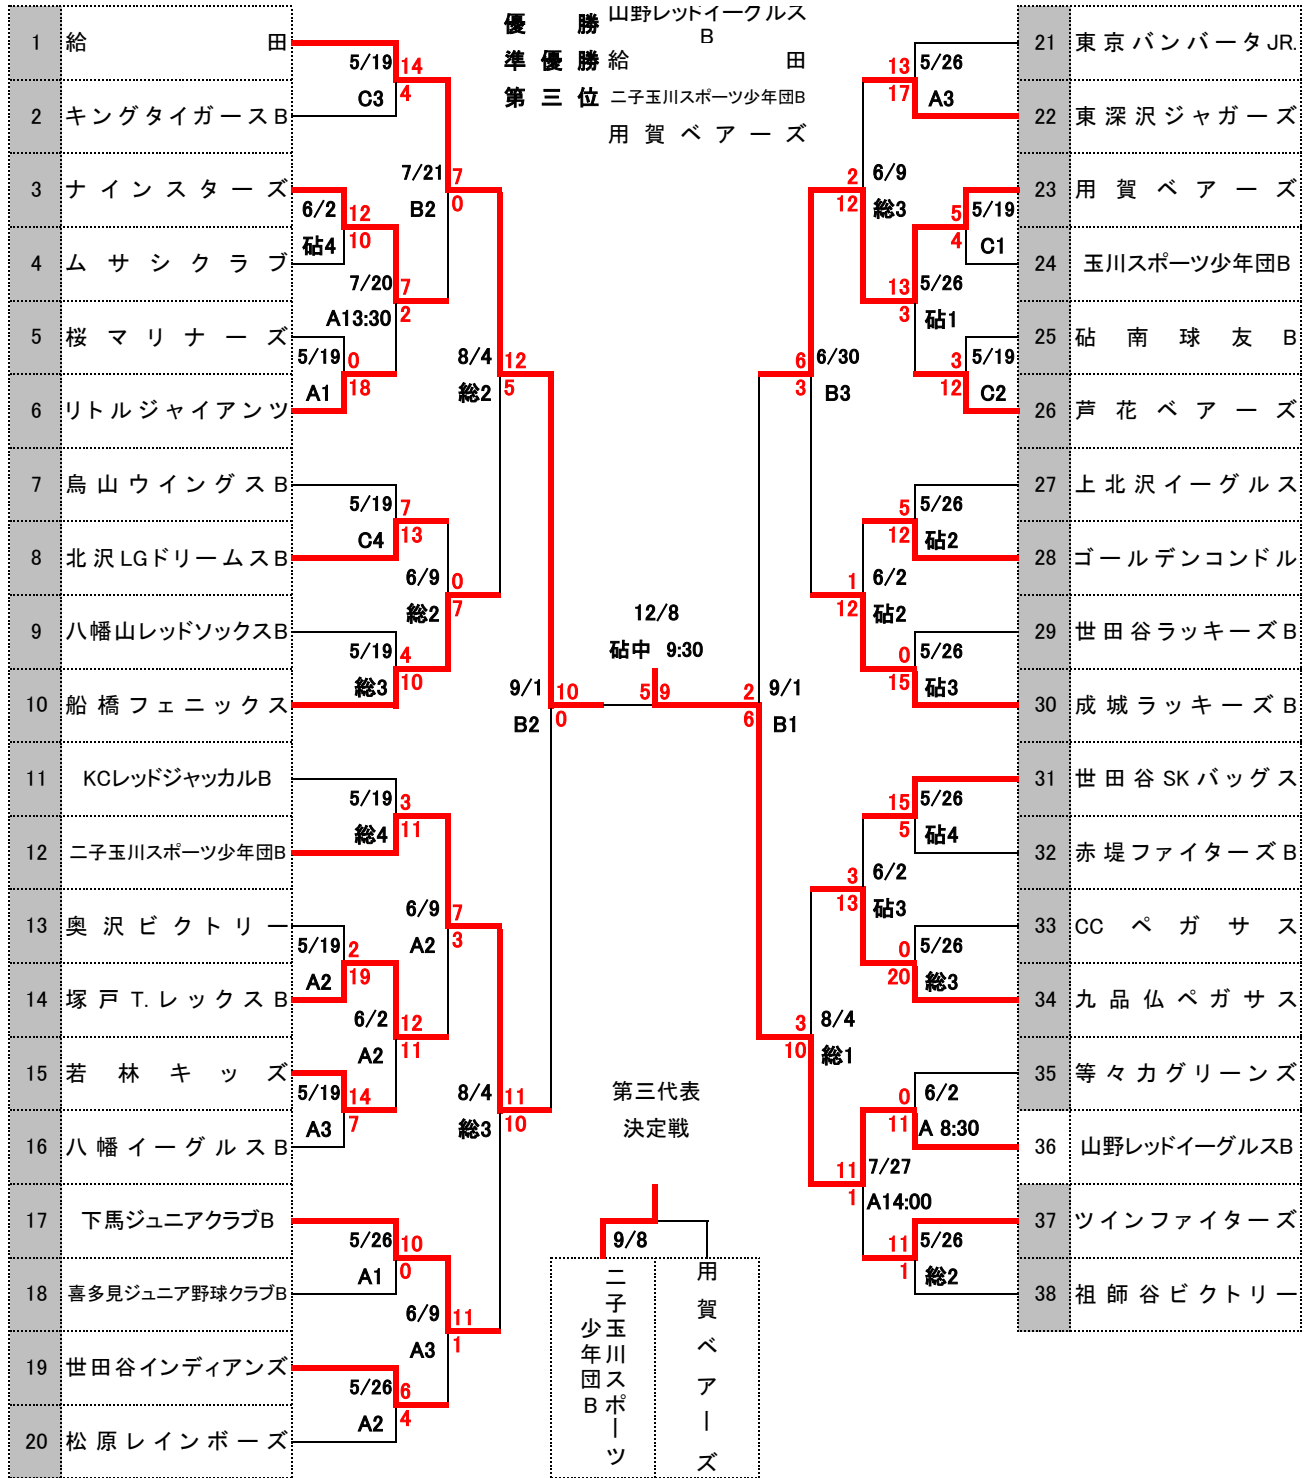 優勝 山野レッドイーグルス
B
準優勝 給田
第三位 二子玉川スポーツ少年団B
用賀ベアーズ
1 給田
5/19 14
C3 4
2 キングタイガースB
7/21 7
B2 0
3 ナインスターズ
6/2 12
砧4 10
4 ムサシクラブ
7/20 7
A13:30 2
5 桜マリナーズ
5/19 0
A1 18
6 リトルジャイアンツ
8/4 12
総2 5
7 烏山ウイングスB
5/19 7
C4 13
8 北沢LGドリームスB
6/9 0
総2 7
9 八幡山レッドソックスB
5/19 4
総3 10
10 船橋フェニックス
9/1 10
B2 0
11 KCレッドジャッカルB
5/19 3
総4 11
12 二子玉川スポーツ少年団B
6/9 7
A2 3
13 奥沢ビクトリー
5/19 2
A2 19
14 塚戸T.レックスB
6/2 12
A2 11
15 若林キッズ
5/19 14
A3 7
16 八幡イーグルスB
8/4 11
総3 10
17 下馬ジュニアクラブB
5/26 10
A1 0
18 喜多見ジュニア野球クラブB
6/9 11
A3 1
19 世田谷インディアンズ
5/26 6
A2 4
20 松原レインボーズ
12/8
砧中 9:30
5 9
第三代表
決定戦
9/8
二子玉川スポーツ
少年団B
用賀ベアーズ
21 東京バンバータJR.
13 5/26
17 A3
22 東深沢ジャガーズ
2 6/9
12 総3
23 用賀ベアーズ
5 5/19
4 C1
24 玉川スポーツ少年団B
13 5/26
3 砧1
25 砧南球友B
3 5/19
12 C2
26 芦花ベアーズ
6 6/30
3 B3
27 上北沢イーグルス
5 5/26
12 砧2
28 ゴールデンコンドル
1 6/2
12 砧2
29 世田谷ラッキーズB
0 5/26
15 砧3
30 成城ラッキーズB
2 9/1
6 B1
31 世田谷SKバッグス
15 5/26
5 砧4
32 赤堤ファイターズB
3 6/2
13 砧3
33 CCペガサス
0 5/26
20 総3
34 九品仏ペガサス
3 8/4
10 総1
35 等々力グリーンズ
0 6/2
11 A 8:30
36 山野レッドイーグルスB
11 7/27
1 A14:00
37 ツインファイターズ
11 5/26
1 総2
38 祖師谷ビクトリー